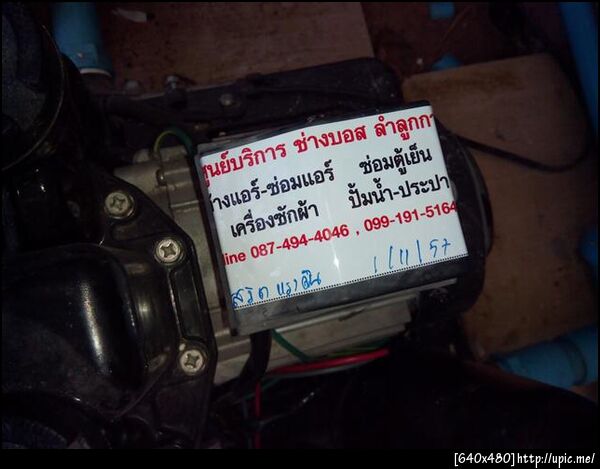 ศูนย์บริการ ช่างบอส ลำลูกกา
ล้างแอร์-ซ่อมแอร์ ซ่อมตู้เย็น
เครื่องซักผ้า ปั้มน้ำ-ประปา
line 087-494-4046 , 099-191-5164
1/11/57
[640x480]http://upic.me/